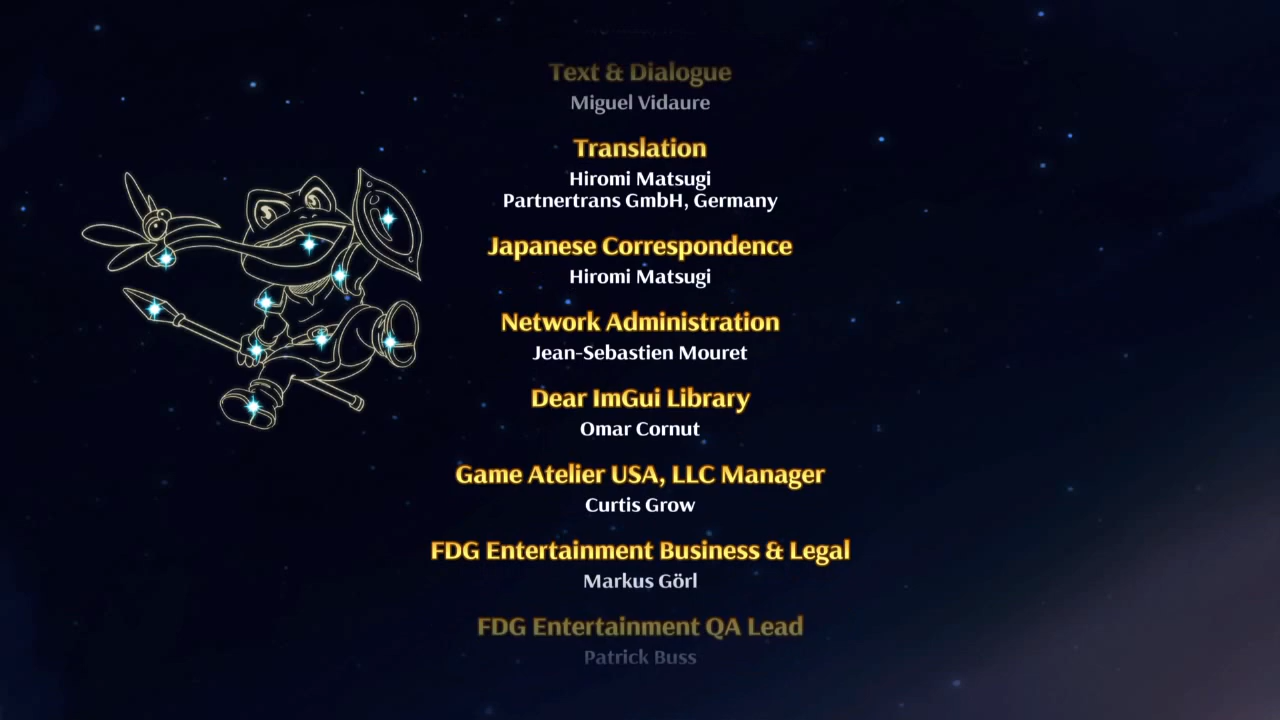 Text & Dialogue
Miguel Vidaure
Translation
Hiromi Matsugi
Partnertrans GmbH, Germany
Japanese Correspondence
Hiromi Matsugi
Network Administration
Jean-Sebastien Mouret
Dear ImGui Library
Omar Cornut
Game Atelier USA, LLC Manager
Curtis Grow
FDG Entertainment Business & Legal
Markus Görl
FDG Entertainment QA Lead
Patrick Buss